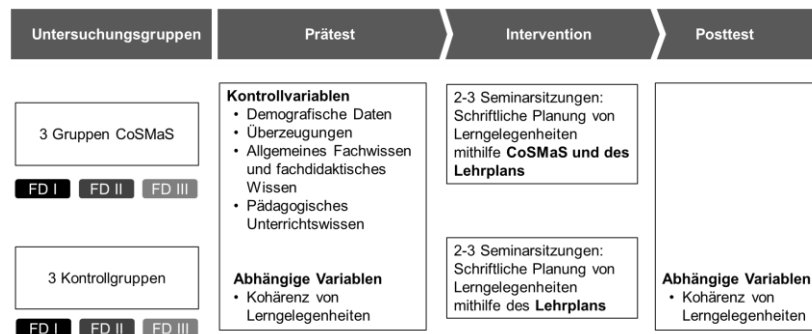 Untersuchungsgruppen
Prätest
Intervention
Posttest
3 Gruppen CoSMaS
FD I
FD II
FD III
3 Kontrollgruppen
FD I
FD II
FD III
Kontrollvariablen
• Demografische Daten
• Überzeugungen
• Allgemeines Fachwissen
und fachdidaktisches
Wissen
• Pädagogisches
Unterrichtswissen
Abhängige Variablen
• Kohärenz von
Lerngelegenheiten
2-3 Seminarsitzungen:
Schriftliche Planung von
Lerngelegenheiten
mithilfe CoSMaS und des
Lehrplans
2-3 Seminarsitzungen:
Schriftliche Planung von
Lerngelegenheiten
mithilfe des Lehrplans
Abhängige Variablen
• Kohärenz von
Lerngelegenheiten